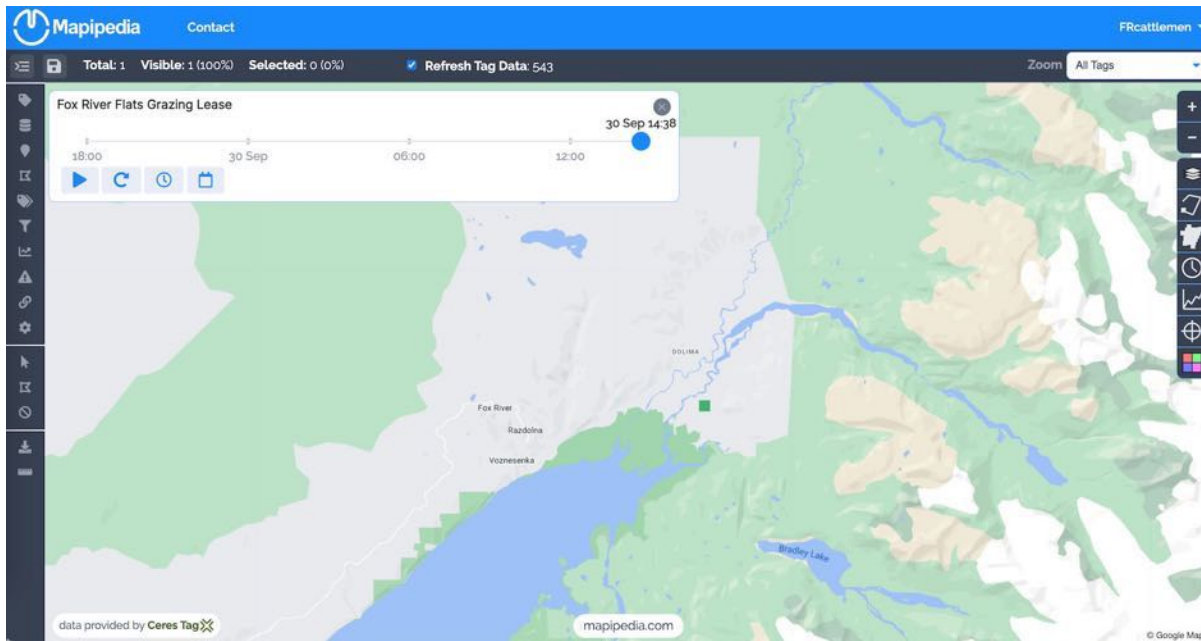 Mapipedia
Contact
FRcattlemen
Total: 1 Visible: 1 (100%) Selected: 0 (0%)
Refresh Tag Data: 543
Zoom
All Tags
Fox River Flats Grazing Lease
30 Sep 14:38
18:00
30 Sep
06:00
12:00
DOLINA
Fox River
Razdolna
Voznesenka
Bradley Lake
data provided by Ceres Tag
mapipedia.com
© Google Map